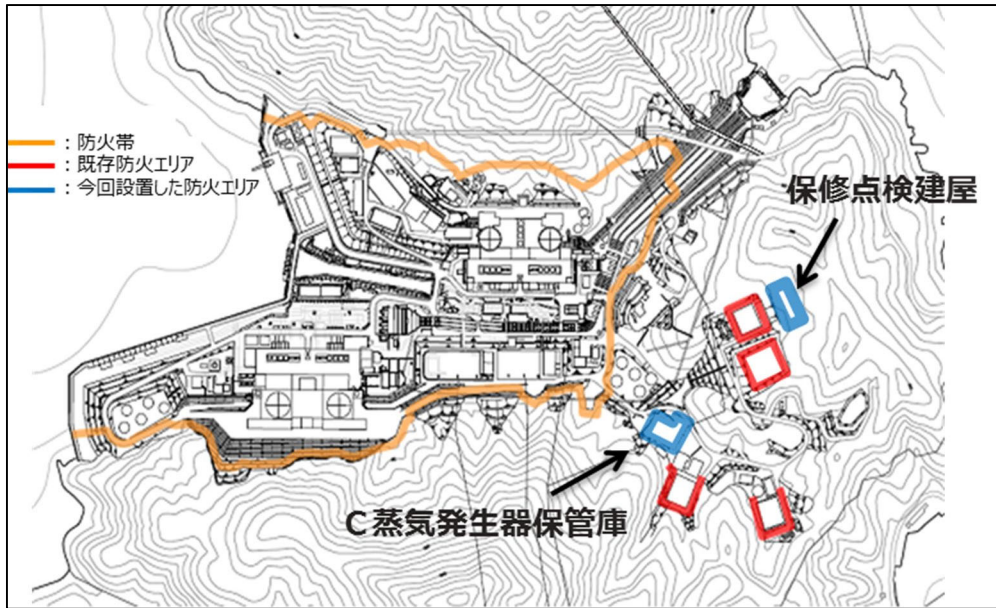 ：防火帯
：既存防火エリア
：今回設置した防火エリア
保修点検建屋
Ｃ蒸気発生器保管庫